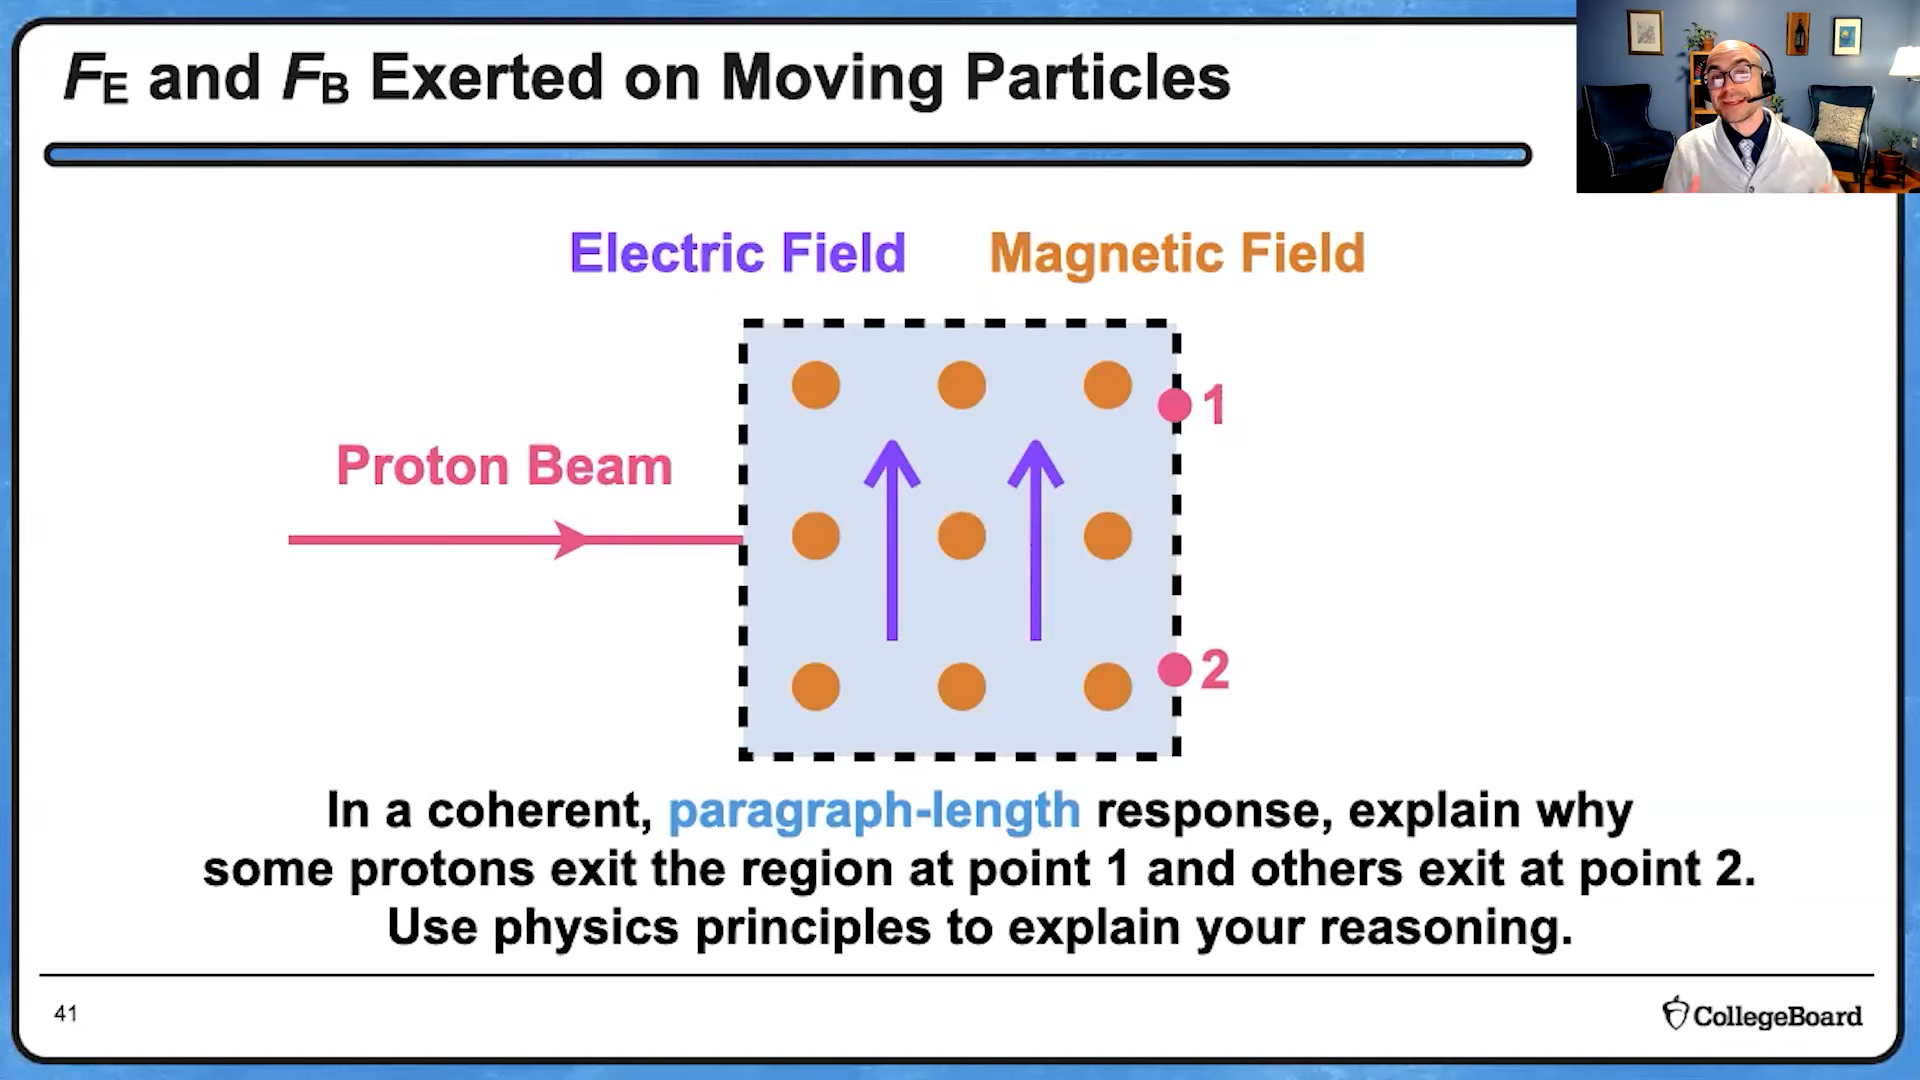 FE and FB Exerted on Moving Particles
Electric Field
Magnetic Field
Proton Beam
1
2
In a coherent, paragraph-length response, explain why
some protons exit the region at point 1 and others exit at point 2.
Use physics principles to explain your reasoning.
41
CollegeBoard